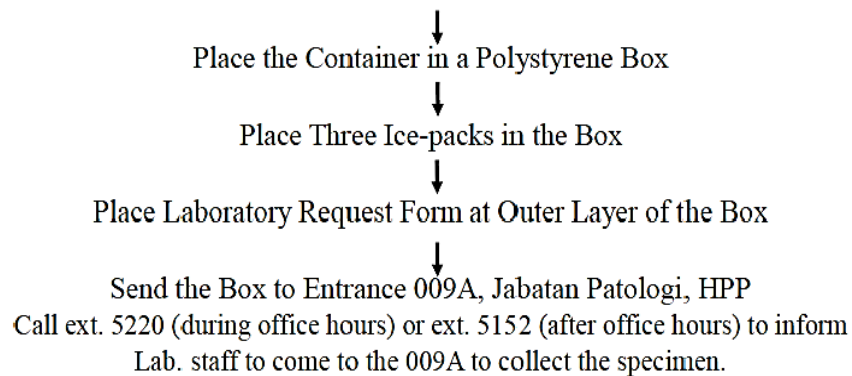 Place the Container in a Polystyrene Box
Place Three Ice-packs in the Box
Place Laboratory Request Form at Outer Layer of the Box
Send the Box to Entrance 009A, Jabatan Patologi, HPP
Call ext. 5220 (during office hours) or ext. 5152 (after office hours) to inform
Lab. staff to come to the 009A to collect the specimen.